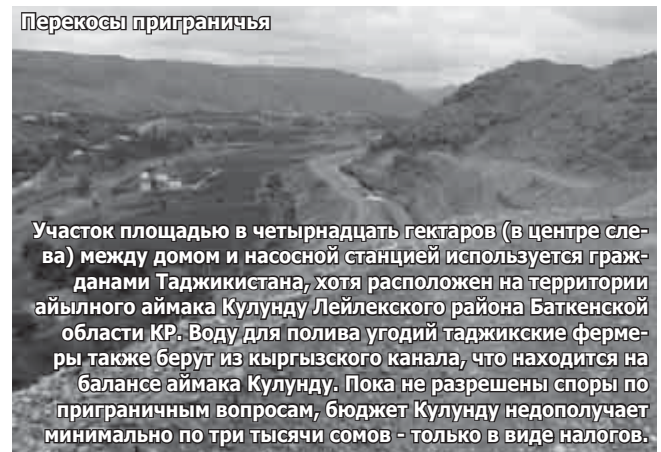 Перекосы приграничья
Участок площадью в четырнадцать гектаров (в центре сле-
ва) между домом и насосной станцией используется граж-
данами Таджикистана, хотя расположен на территории
айылного аймака Кулунду Лейлекского района Баткенской
области КР. Воду для полива угодий таджикские ферме-
ры также берут из кыргызского канала, что находится на
балансе аймака Кулунду. Пока не разрешены споры по
приграничным вопросам, бюджет Кулунду недополучает
минимально по три тысячи сомов - только в виде налогов.